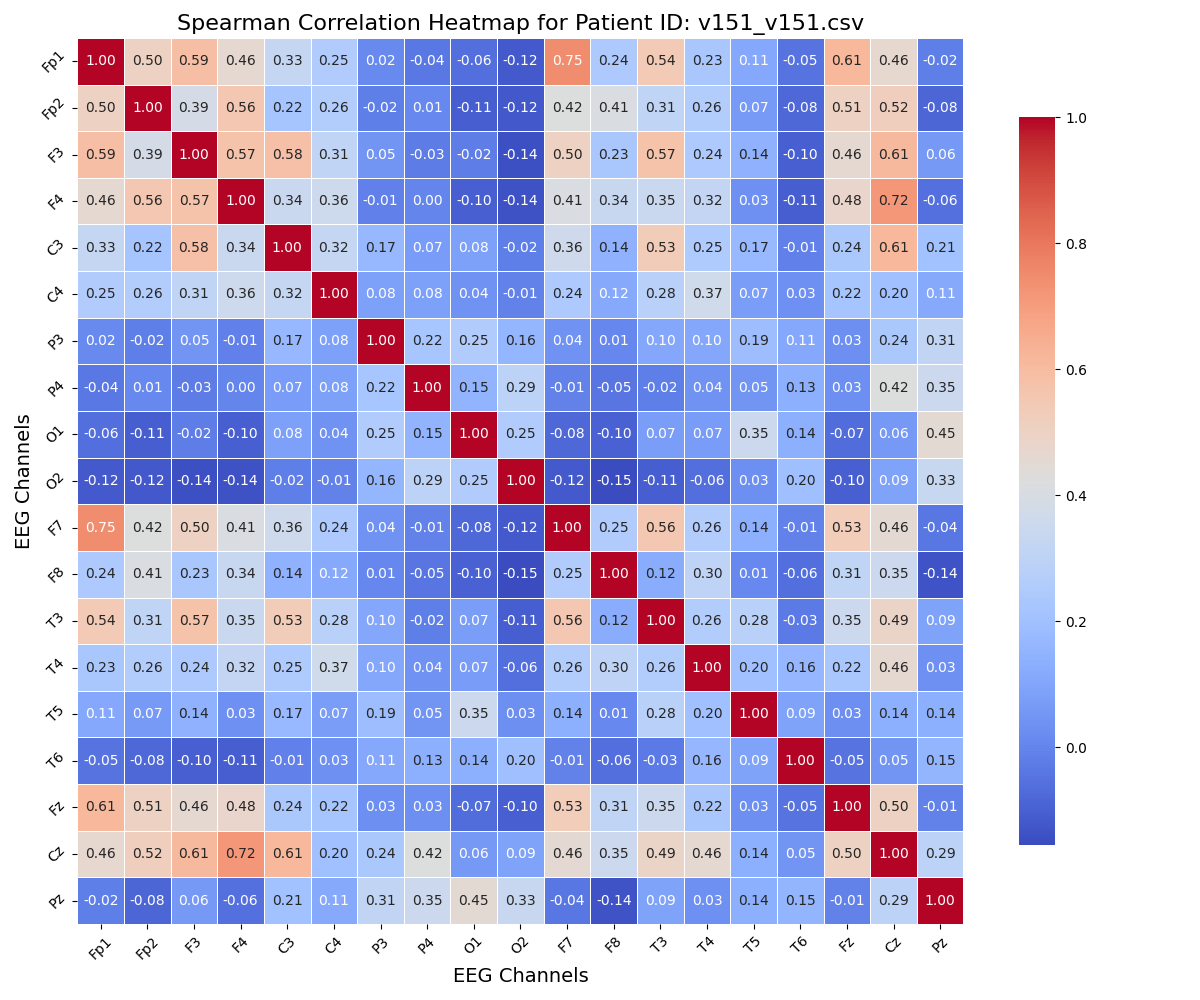 Spearman Correlation Heatmap for Patient ID: v151_v151.csv
Fp1 1.00 0.50 0.59 0.46 0.33 0.25 0.02 -0.04 -0.06 -0.12 0.75 0.24 0.54 0.23 0.11 -0.05 0.61 0.46 -0.02
Fp2 0.50 1.00 0.39 0.56 0.22 0.26 -0.02 0.01 -0.11 -0.12 0.42 0.41 0.31 0.26 0.07 -0.08 0.51 0.52 -0.08
F3 0.59 0.39 1.00 0.57 0.58 0.31 0.05 -0.03 -0.02 -0.14 0.50 0.23 0.57 0.24 0.14 -0.10 0.46 0.61 0.06
F4 0.46 0.56 0.57 1.00 0.34 0.36 -0.01 0.00 -0.10 -0.14 0.41 0.34 0.35 0.32 0.03 -0.11 0.48 0.72 -0.06
C3 0.33 0.22 0.58 0.34 1.00 0.32 0.17 0.07 0.08 -0.02 0.36 0.14 0.53 0.25 0.17 -0.01 0.24 0.61 0.21
C4 0.25 0.26 0.31 0.36 0.32 1.00 0.08 0.08 0.04 -0.01 0.24 0.12 0.28 0.37 0.07 0.03 0.22 0.20 0.11
P3 0.02 -0.02 0.05 -0.01 0.17 0.08 1.00 0.22 0.25 0.16 0.04 0.01 0.10 0.10 0.19 0.11 0.03 0.24 0.31
P4 -0.04 0.01 -0.03 0.00 0.07 0.08 0.22 1.00 0.15 0.29 -0.01 -0.05 -0.02 0.04 0.05 0.13 0.03 0.42 0.35
O1 -0.06 -0.11 -0.02 -0.10 0.08 0.04 0.25 0.15 1.00 0.25 -0.08 -0.10 0.07 0.07 0.35 0.14 -0.07 0.06 0.45
O2 -0.12 -0.12 -0.14 -0.14 -0.02 -0.01 0.16 0.29 0.25 1.00 -0.12 -0.15 -0.11 -0.06 0.03 0.20 -0.10 0.09 0.33
F7 0.75 0.42 0.50 0.41 0.36 0.24 0.04 -0.01 -0.08 -0.12 1.00 0.25 0.56 0.26 0.14 -0.01 0.53 0.46 -0.04
F8 0.24 0.41 0.23 0.34 0.14 0.12 0.01 -0.05 -0.10 -0.15 0.25 1.00 0.12 0.30 0.01 -0.06 0.31 0.35 -0.14
T3 0.54 0.31 0.57 0.35 0.53 0.28 0.10 -0.02 0.07 -0.11 0.56 0.12 1.00 0.26 0.28 -0.03 0.35 0.49 0.09
T4 0.23 0.26 0.24 0.32 0.25 0.37 0.10 0.04 0.07 -0.06 0.26 0.30 0.26 1.00 0.20 0.16 0.22 0.46 0.03
T5 0.11 0.07 0.14 0.03 0.17 0.07 0.19 0.05 0.35 0.03 0.14 0.01 0.28 0.20 1.00 0.09 0.03 0.14 0.14
T6 -0.05 -0.08 -0.10 -0.11 -0.01 0.03 0.11 0.13 0.14 0.20 -0.01 -0.06 -0.03 0.16 0.09 1.00 -0.05 0.05 0.15
Fz 0.61 0.51 0.46 0.48 0.24 0.22 0.03 0.03 -0.07 -0.10 0.53 0.31 0.35 0.22 0.03 -0.05 1.00 0.50 -0.01
Cz 0.46 0.52 0.61 0.72 0.61 0.20 0.24 0.42 0.06 0.09 0.46 0.35 0.49 0.46 0.14 0.05 0.50 1.00 0.29
Pz -0.02 -0.08 0.06 -0.06 0.21 0.11 0.31 0.35 0.45 0.33 -0.04 -0.14 0.09 0.03 0.14 0.15 -0.01 0.29 1.00
Fp1 Fp2 F3 F4 C3 C4 P3 P4 O1 O2 F7 F8 T3 T4 T5 T6 Fz Cz Pz
EEG Channels
EEG Channels
1.0
0.8
0.6
0.4
0.2
0.0